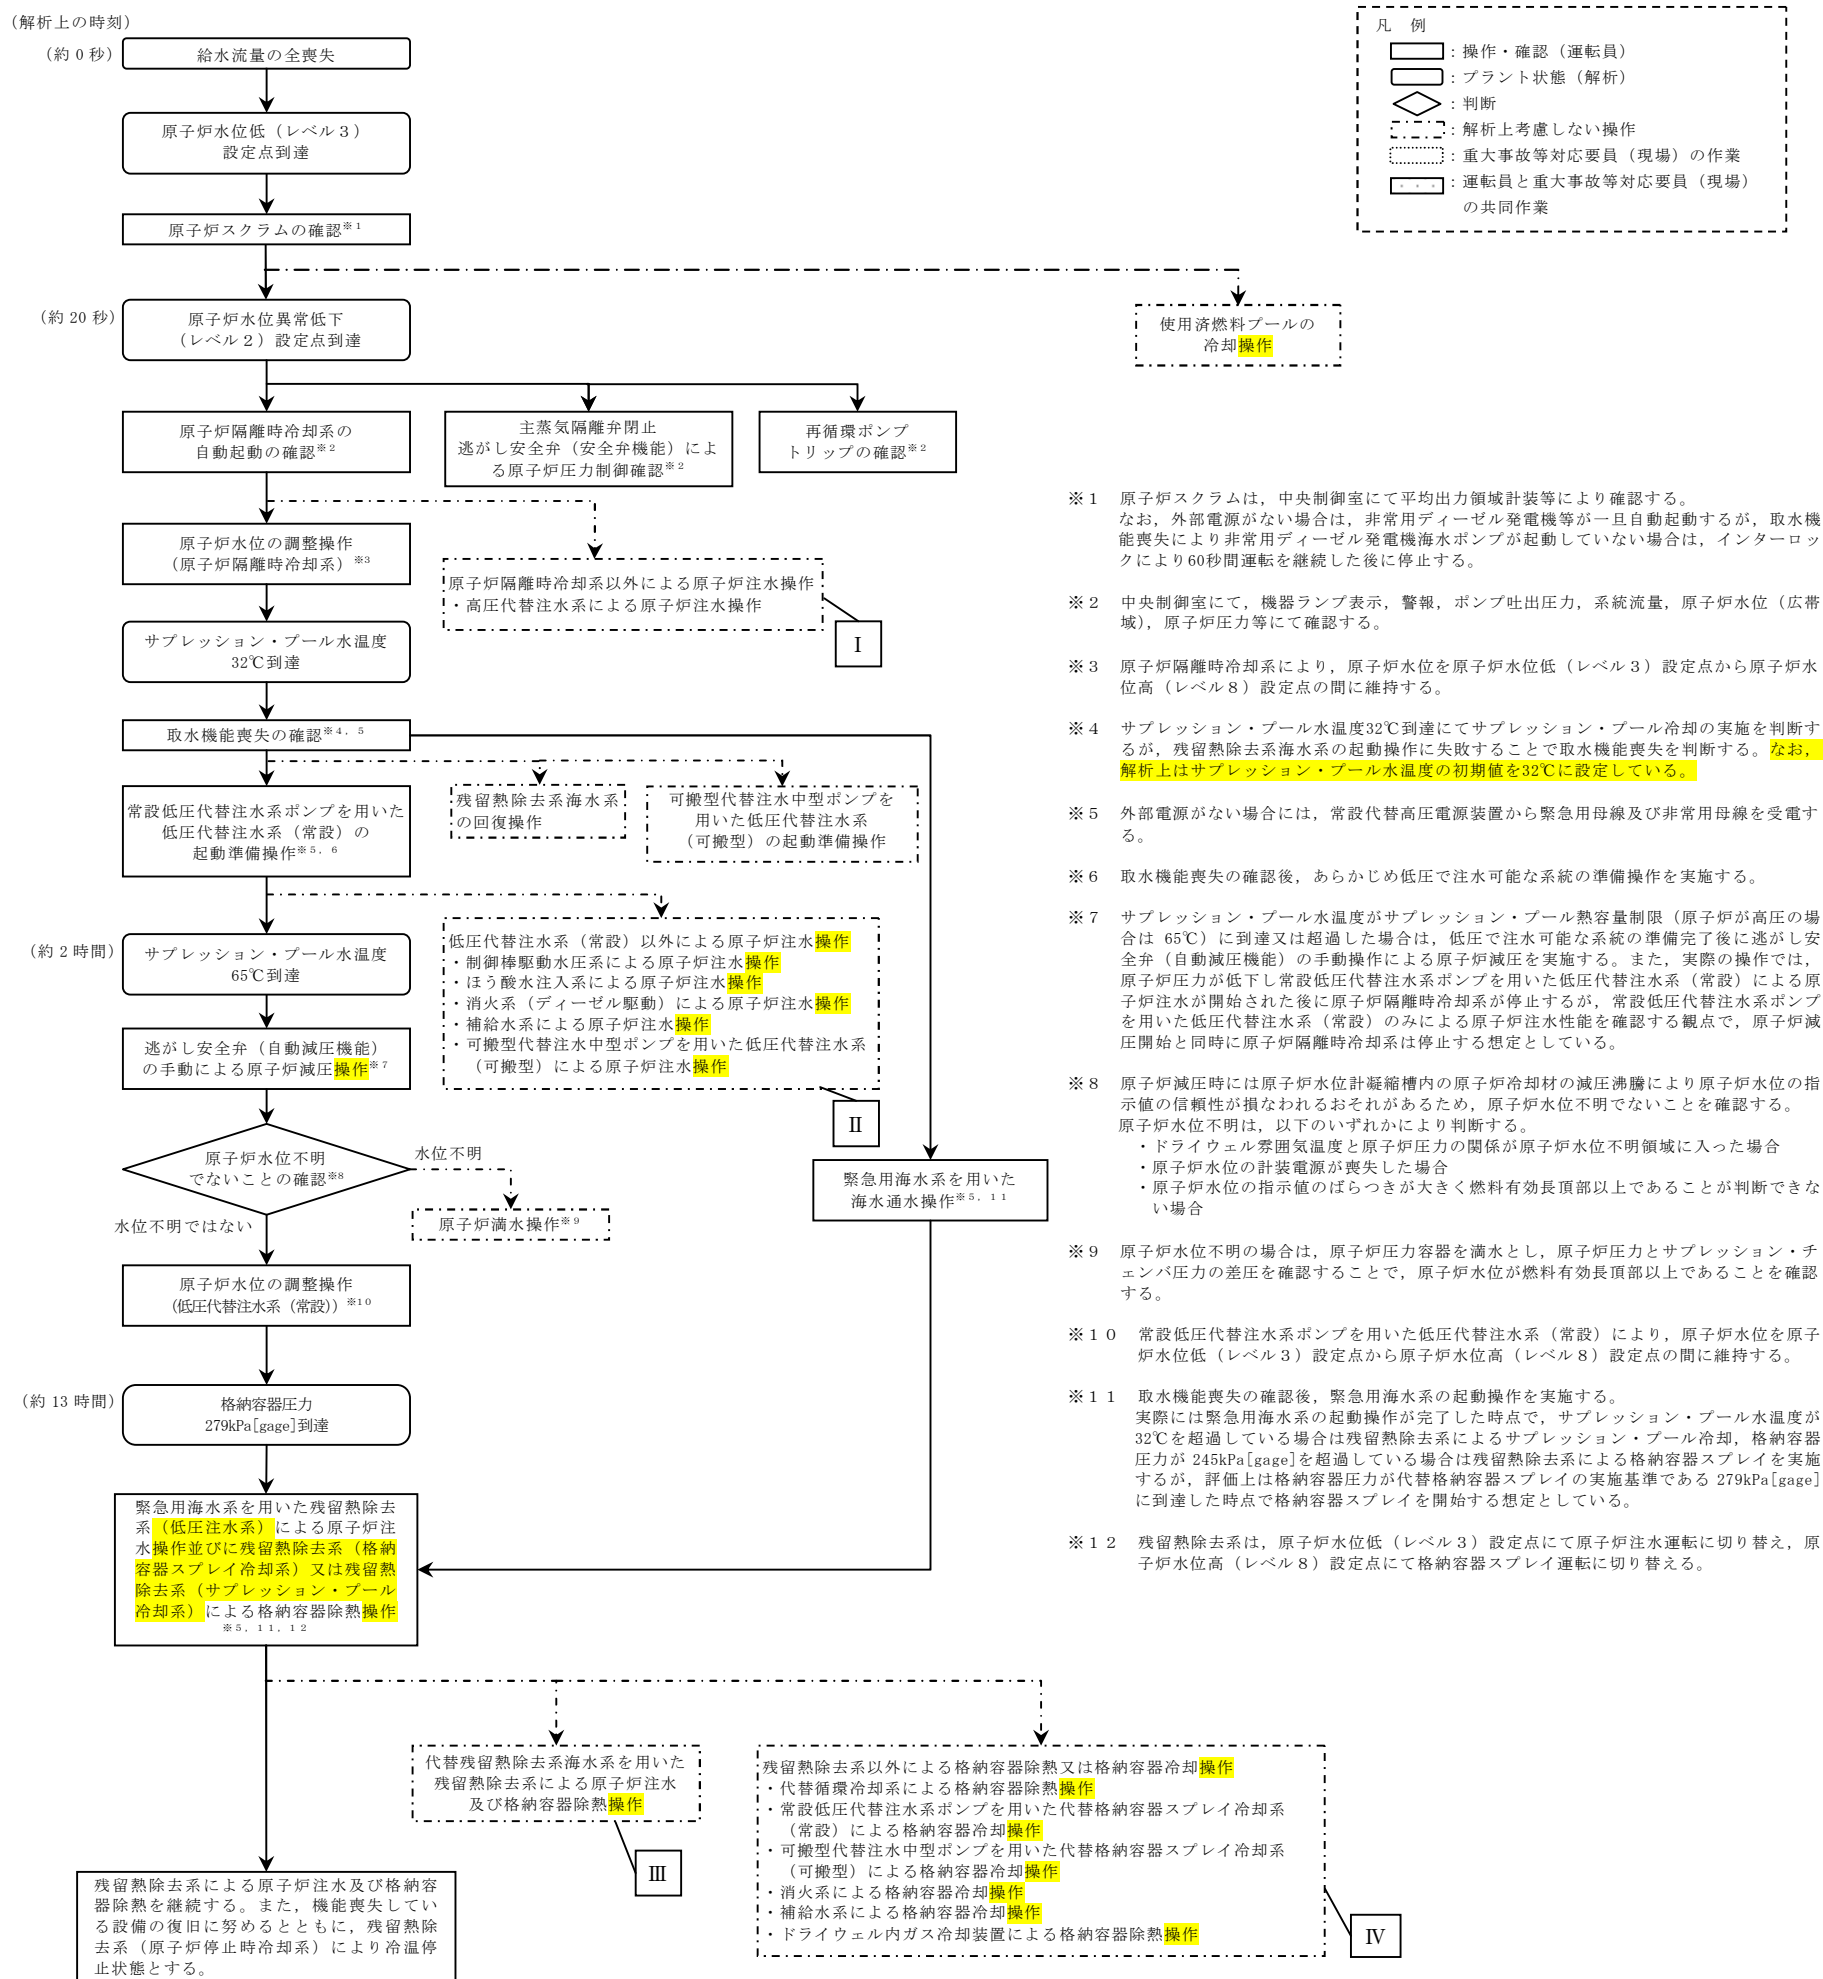 （解析上の時刻）
（約 0 秒）
給水流量の全喪失
原子炉水位低（レベル３）
設定点到達
原子炉スクラムの確認※１
（約 20 秒）
原子炉水位異常低下
（レベル２）設定点到達
使用済燃料プールの
冷却操作
原子炉隔離時冷却系の
自動起動の確認※２
主蒸気隔離弁閉止
逃がし安全弁（安全弁機能）によ
る原子炉圧力制御確認※２
再循環ポンプ
トリップの確認※２
原子炉水位の調整操作
（原子炉隔離時冷却系）※３
原子炉隔離時冷却系以外による原子炉注水操作
・高圧代替注水系による原子炉注水操作
Ⅰ
サプレッション・プール水温度
32℃到達
取水機能喪失の確認※４，５
常設低圧代替注水系ポンプを用いた
低圧代替注水系（常設）の
起動準備操作※５，６
残留熱除去系海水系
の回復操作
可搬型代替注水中型ポンプを
用いた低圧代替注水系
（可搬型）の起動準備操作
（約 2 時間）
サプレッション・プール水温度
65℃到達
低圧代替注水系（常設）以外による原子炉注水操作
・制御棒駆動水圧系による原子炉注水操作
・ほう酸水注入系による原子炉注水操作
・消火系（ディーゼル駆動）による原子炉注水操作
・補給水系による原子炉注水操作
・可搬型代替注水中型ポンプを用いた低圧代替注水系
（可搬型）による原子炉注水操作
Ⅱ
逃がし安全弁（自動減圧機能）
の手動による原子炉減圧操作※７
原子炉水位不明
でないことの確認※８
水位不明
水位不明ではない
原子炉満水操作※９
緊急用海水系を用いた
海水通水操作※５，１１
原子炉水位の調整操作
（低圧代替注水系（常設））※１０
（約 13 時間）
格納容器圧力
279kPa[gage]到達
緊急用海水系を用いた残留熱除去
系（低圧注水系）による原子炉注
水操作並びに残留熱除去系（格納
容器スプレイ冷却系）又は残留熱
除去系（サプレッション・プール
冷却系）による格納容器除熱操作
※５，１１，１２
代替残留熱除去系海水系を用いた
残留熱除去系による原子炉注水
及び格納容器除熱操作
Ⅲ
残留熱除去系以外による格納容器除熱又は格納容器冷却操作
・代替循環冷却系による格納容器除熱操作
・常設低圧代替注水系ポンプを用いた代替格納容器スプレイ冷却系
（常設）による格納容器冷却操作
・可搬型代替注水中型ポンプを用いた代替格納容器スプレイ冷却系
（可搬型）による格納容器冷却操作
・消火系による格納容器冷却操作
・補給水系による格納容器冷却操作
・ドライウェル内ガス冷却装置による格納容器除熱操作
Ⅳ
残留熱除去系による原子炉注水及び格納容
器除熱を継続する。また，機能喪失してい
る設備の復旧に努めるとともに，残留熱除
去系（原子炉停止時冷却系）により冷温停
止状態とする。
凡　例
：操作・確認（運転員）
：プラント状態（解析）
：判断
：解析上考慮しない操作
：重大事故等対応要員（現場）の作業
：運転員と重大事故等対応要員（現場）
の共同作業
※１　原子炉スクラムは，中央制御室にて平均出力領域計装等により確認する。
なお，外部電源がない場合は，非常用ディーゼル発電機等が一旦自動起動するが，取水機
能喪失により非常用ディーゼル発電機海水ポンプが起動していない場合は，インターロッ
クにより60秒間運転を継続した後に停止する。
※２　中央制御室にて，機器ランプ表示，警報，ポンプ吐出圧力，系統流量，原子炉水位（広帯
域），原子炉圧力等にて確認する。
※３　原子炉隔離時冷却系により，原子炉水位を原子炉水位低（レベル３）設定点から原子炉水
位高（レベル８）設定点の間に維持する。
※４　サプレッション・プール水温度32℃到達にてサプレッション・プール冷却の実施を判断す
るが，残留熱除去系海水系の起動操作に失敗することで取水機能喪失を判断する。なお，
解析上はサプレッション・プール水温度の初期値を32℃に設定している。
※５　外部電源がない場合には，常設代替高圧電源装置から緊急用母線及び非常用母線を受電す
る。
※６　取水機能喪失の確認後，あらかじめ低圧で注水可能な系統の準備操作を実施する。
※７　サプレッション・プール水温度がサプレッション・プール熱容量制限（原子炉が高圧の場
合は 65℃）に到達又は超過した場合は，低圧で注水可能な系統の準備完了後に逃がし安
全弁（自動減圧機能）の手動操作による原子炉減圧を実施する。また，実際の操作では，
原子炉圧力が低下し常設低圧代替注水系ポンプを用いた低圧代替注水系（常設）による原
子炉注水が開始された後に原子炉隔離時冷却系が停止するが，常設低圧代替注水系ポンプ
を用いた低圧代替注水系（常設）のみによる原子炉注水性能を確認する観点で，原子炉減
圧開始と同時に原子炉隔離時冷却系は停止する想定としている。
※８　原子炉減圧時には原子炉水位計凝縮槽内の原子炉冷却材の減圧沸騰により原子炉水位の指
示値の信頼性が損なわれるおそれがあるため，原子炉水位不明でないことを確認する。
原子炉水位不明は，以下のいずれかにより判断する。
・ドライウェル雰囲気温度と原子炉圧力の関係が原子炉水位不明領域に入った場合
・原子炉水位の計装電源が喪失した場合
・原子炉水位の指示値のばらつきが大きく燃料有効長頂部以上であることが判断できな
い場合
※９　原子炉水位不明の場合は，原子炉圧力容器を満水とし，原子炉圧力とサプレッション・チ
ェンバ圧力の差圧を確認することで，原子炉水位が燃料有効長頂部以上であることを確認
する。
※１０　常設低圧代替注水系ポンプを用いた低圧代替注水系（常設）により，原子炉水位を原子
炉水位低（レベル３）設定点から原子炉水位高（レベル８）設定点の間に維持する。
※１１　取水機能喪失の確認後，緊急用海水系の起動操作を実施する。
実際には緊急用海水系の起動操作が完了した時点で，サプレッション・プール水温度が
32℃を超過している場合は残留熱除去系によるサプレッション・プール冷却，格納容器
圧力が 245kPa[gage]を超過している場合は残留熱除去系による格納容器スプレイを実施
するが，評価上は格納容器圧力が代替格納容器スプレイの実施基準である 279kPa[gage]
に到達した時点で格納容器スプレイを開始する想定としている。
※１２　残留熱除去系は，原子炉水位低（レベル３）設定点にて原子炉注水運転に切り替え，原
子炉水位高（レベル８）設定点にて格納容器スプレイ運転に切り替える。